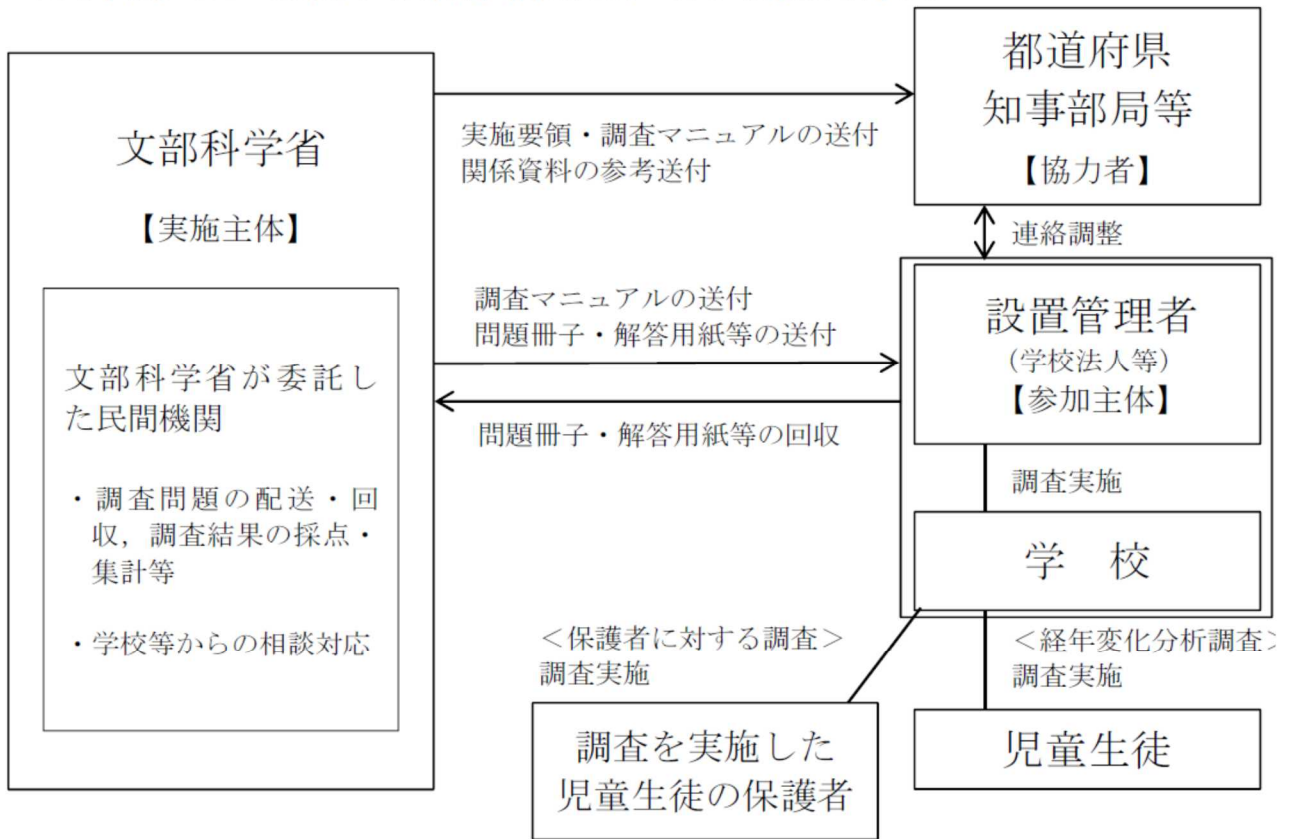 文部科学省
【実施主体】
文部科学省が委託し
た民間機関
・調査問題の配送・回
収，調査結果の採点・
集計等
・学校等からの相談対応
実施要領・調査マニュアルの送付
関係資料の参考送付
都道府県
知事部局等
【協力者】
連絡調整
調査マニュアルの送付
問題冊子・解答用紙等の送付
問題冊子・解答用紙等の回収
設置管理者
（学校法人等）
【参加主体】
調査実施
学　校
＜保護者に対する調査＞
調査実施
＜経年変化分析調査＞
調査実施
調査を実施した
児童生徒の保護者
児童生徒